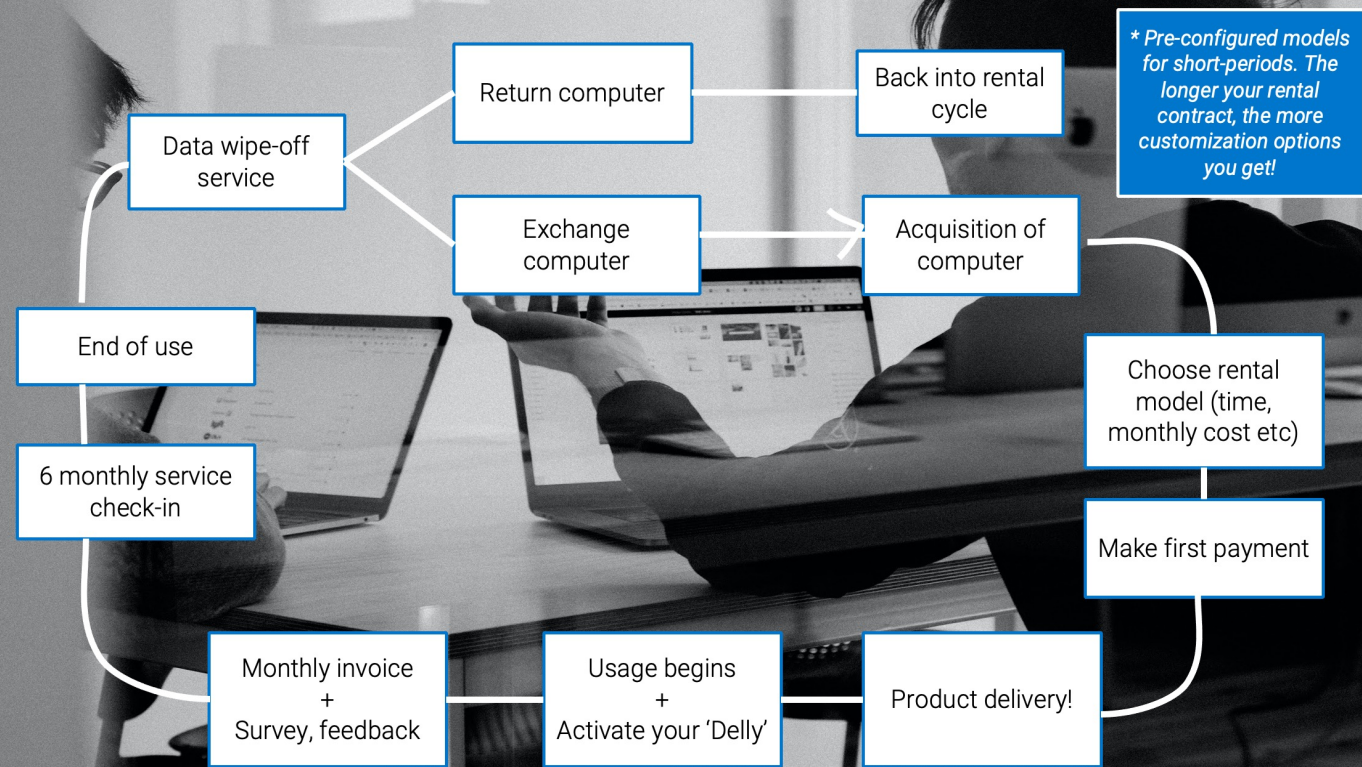 Return computer
Back into rental
cycle
* Pre-configured models
for short-periods. The
longer your rental
contract, the more
customization options
you get!
Data wipe-off
service
Exchange
computer
Acquisition of
computer
End of use
Choose rental
model (time,
monthly cost etc)
6 monthly service
check-in
Make first payment
Monthly invoice
+
Survey, feedback
Usage begins
+
Activate your ‘Delly’
Product delivery!